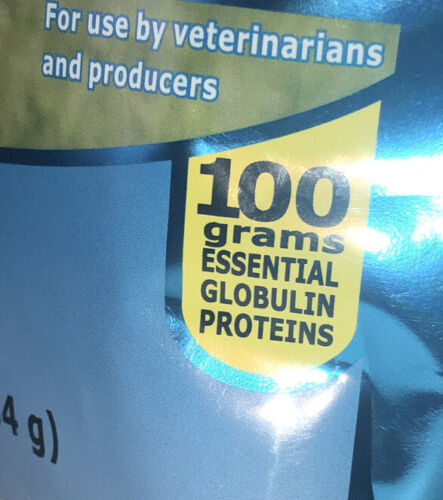 For use by veterinarians
and producers
100
grams
ESSENTIAL
GLOBULIN
PROTEINS
4 g)